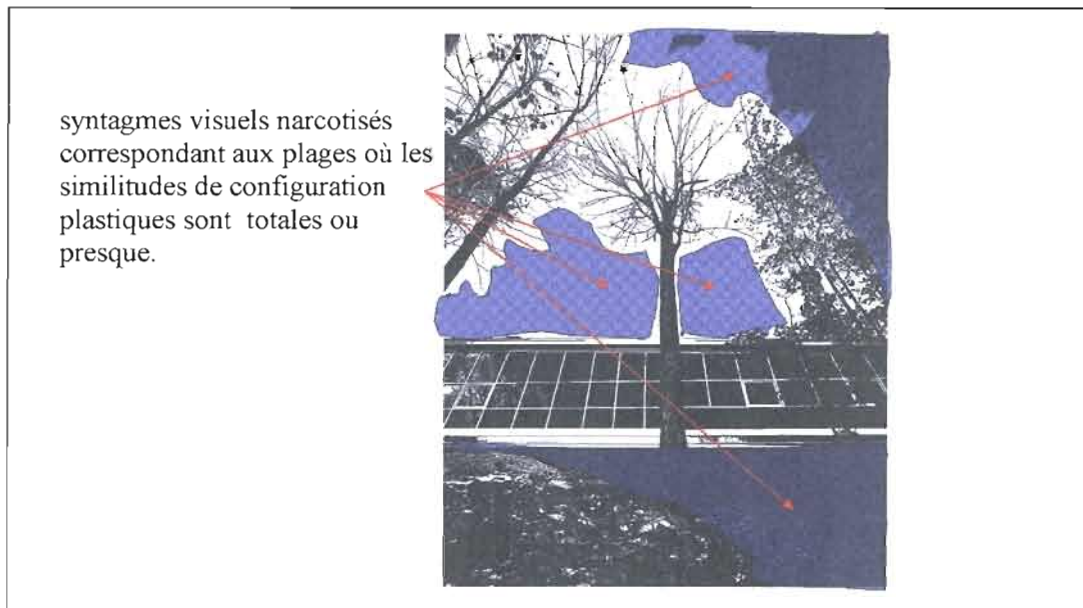 syntagmes visuels narcotisés
correspondant aux plages où les
similitudes de configuration
plastiques sont totales ou
presque.